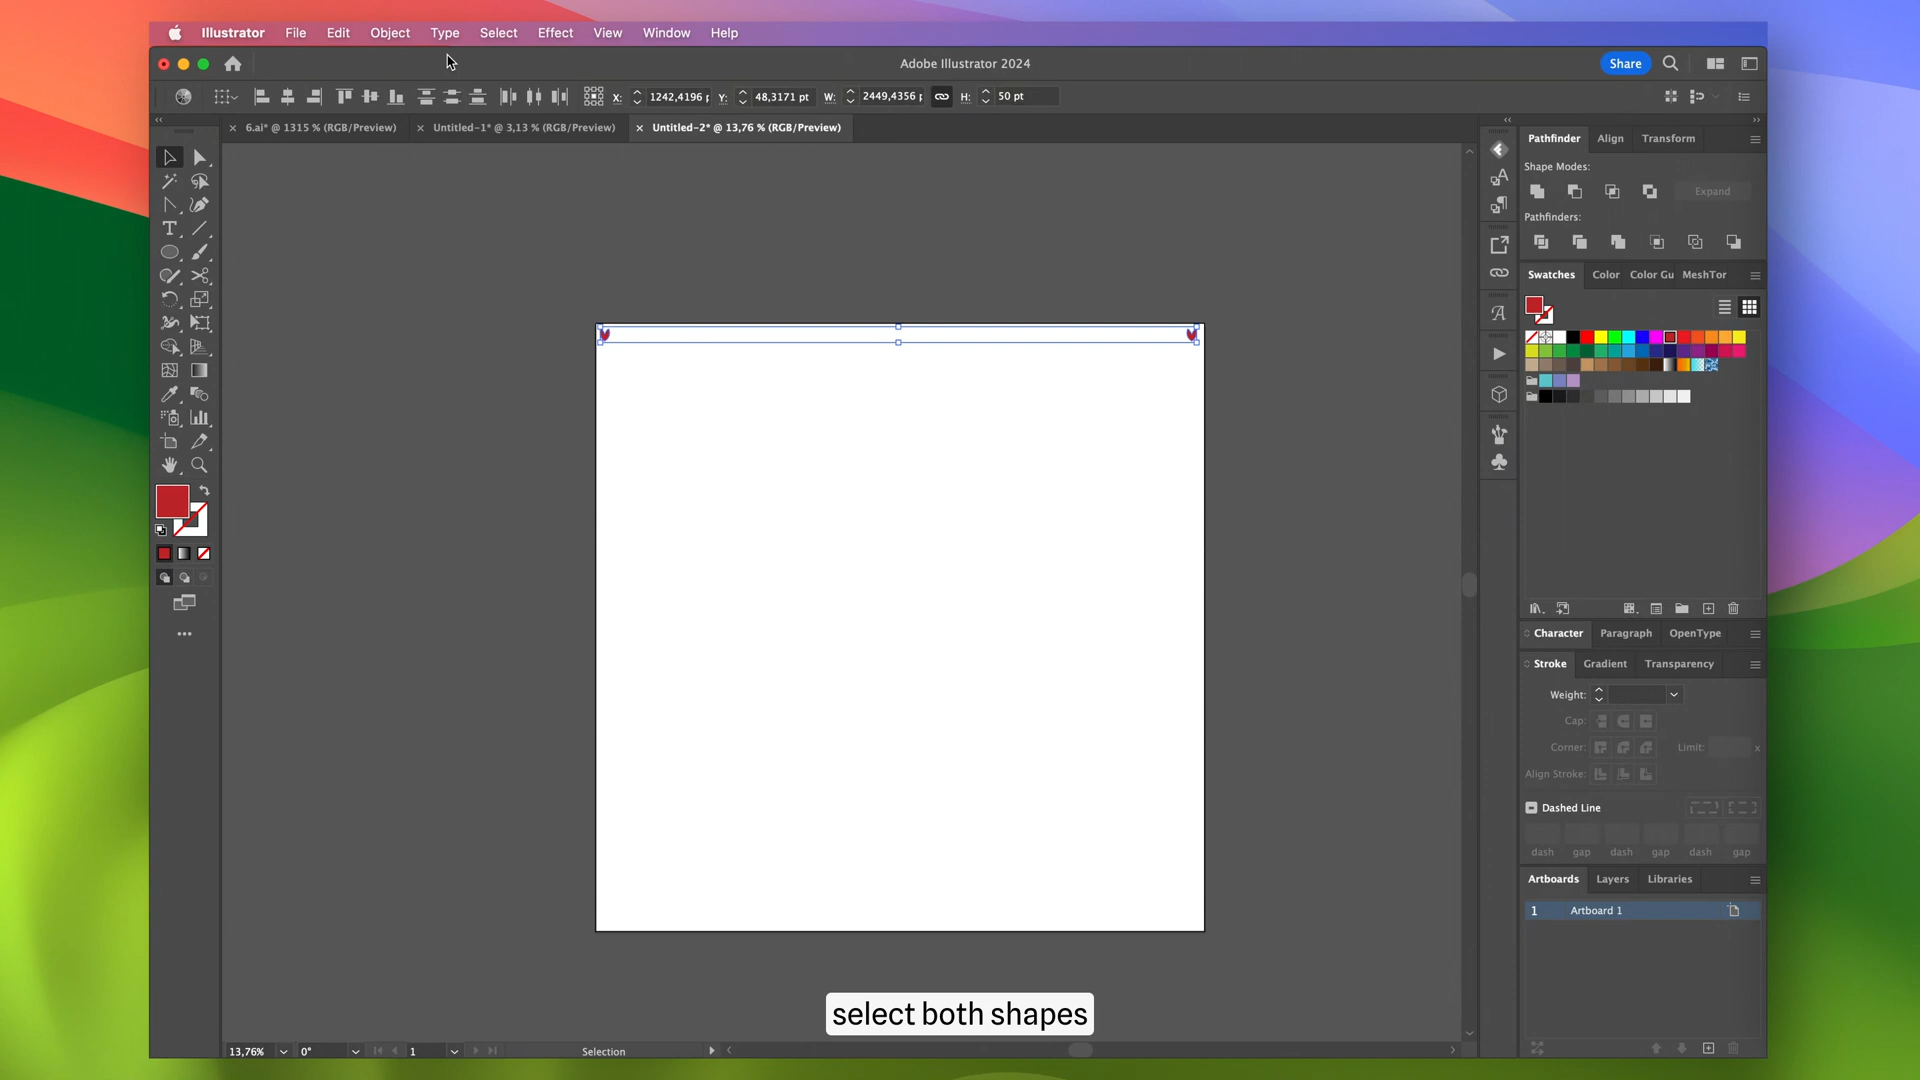 Illustrator File Edit Object Type Select Effect View Window Help
Adobe Illustrator 2024
Share
X: 1242,4196 p Y: 48,3171 pt W: 2449,4356 p H: 50 pt
6.ai* @ 1315 % (RGB/Preview) Untitled-1* @ 3,13 % (RGB/Preview) Untitled-2* @ 13,76 % (RGB/Preview)
Pathfinder Align Transform
Shape Modes:
Expand
Pathfinders:
Swatches Color Color Gu MeshTor
Character Paragraph OpenType
Stroke Gradient Transparency
Weight:
Cap:
Corner: Limit: x
Align Stroke:
Dashed Line
dash gap dash gap dash gap
Artboards Layers Libraries
1 Artboard 1
select both shapes
13,76% 0° 1 Selection